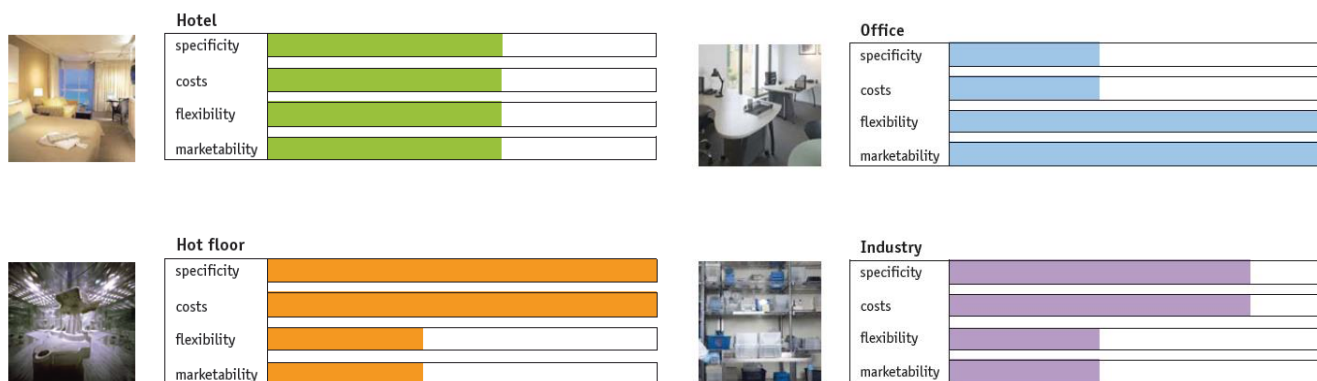 Hotel
specificity
costs
flexibility
marketability
Office
specificity
costs
flexibility
marketability
Hot floor
specificity
costs
flexibility
marketability
Industry
specificity
costs
flexibility
marketability